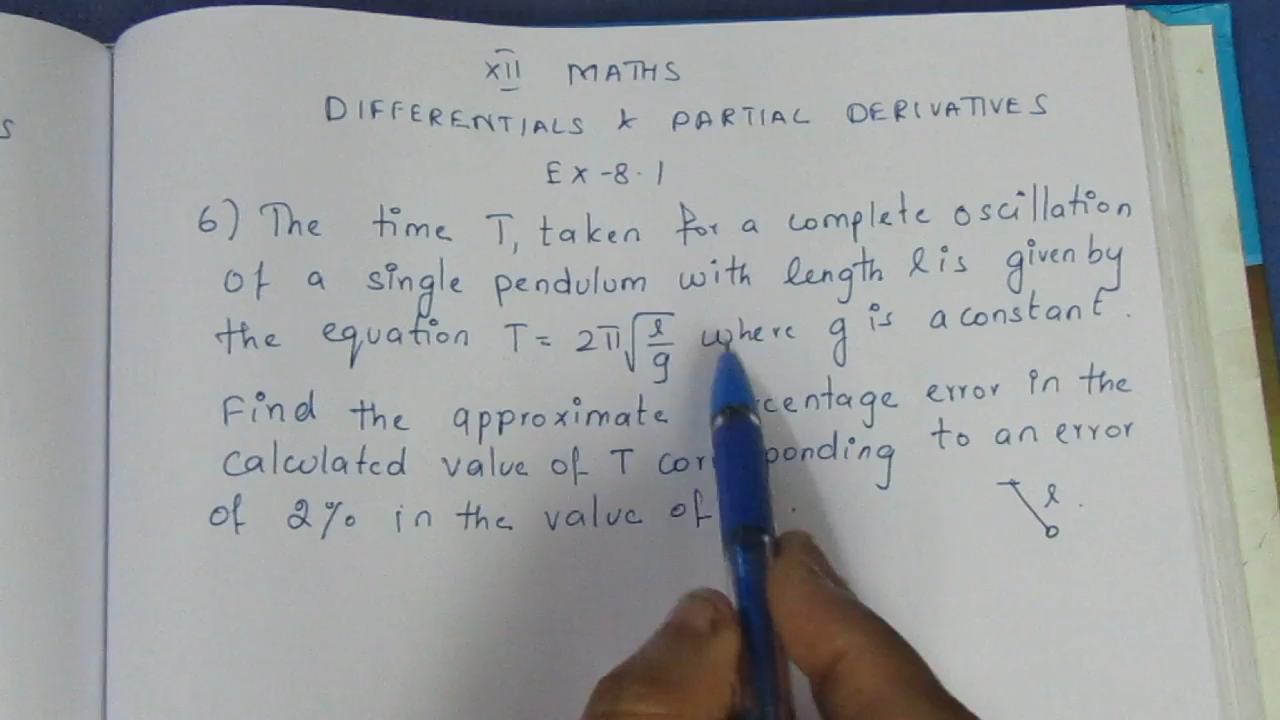 S
XII MATHS
DIFFERENTIALS & PARTIAL DERIVATIVES
EX-8.1
6) The time T, taken for a complete oscillation
of a single pendulum with length l is given by
the equation T = 2π√(l/g) where g is a constant.
Find the approximate centage error in the
calculated value of T cor ponding to an error
of 2% in the value of .
l.